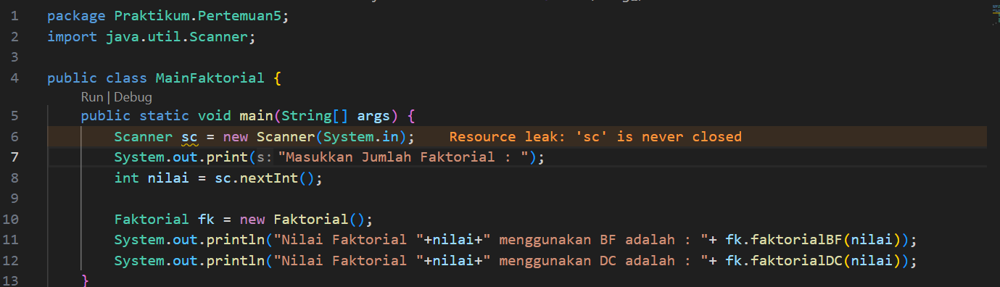 1 package Praktikum.Pertemuan5;
2 import java.util.Scanner;
3
4 public class MainFaktorial {
Run | Debug
5 public static void main(String[] args) {
6 Scanner sc = new Scanner(System.in); Resource leak: 'sc' is never closed
7 System.out.print(s:"Masukkan Jumlah Faktorial : ");
8 int nilai = sc.nextInt();
9
10 Faktorial fk = new Faktorial();
11 System.out.println("Nilai Faktorial "+nilai+" menggunakan BF adalah : "+ fk.faktorialBF(nilai));
12 System.out.println("Nilai Faktorial "+nilai+" menggunakan DC adalah : "+ fk.faktorialDC(nilai));
13 }